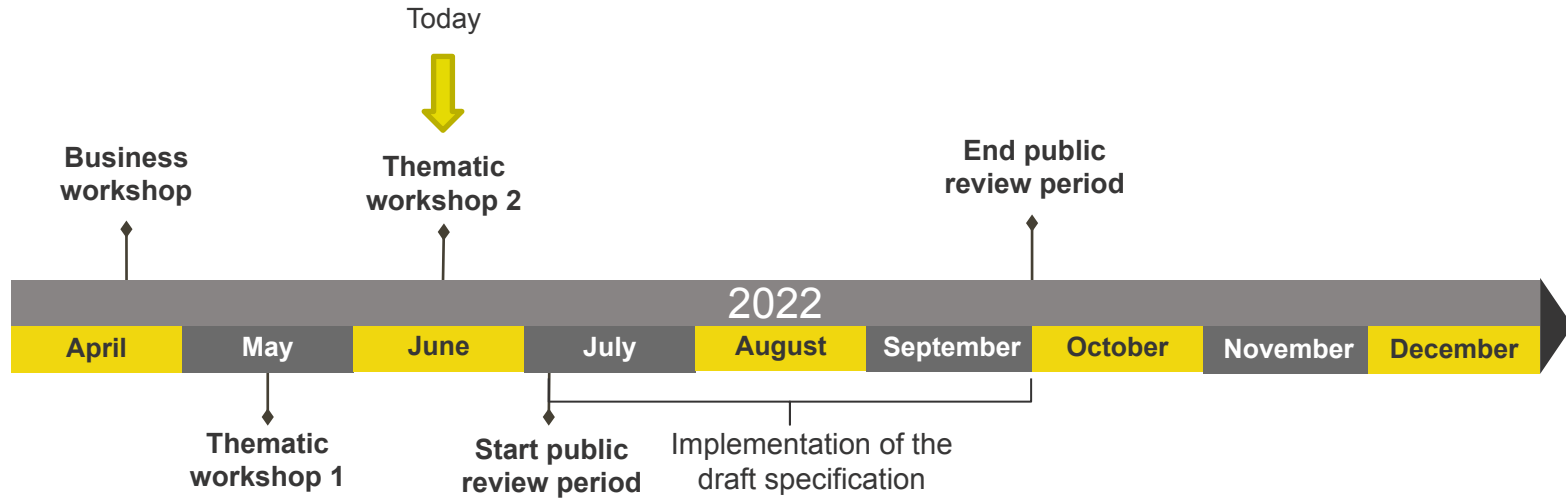 Today
Business
workshop
Thematic
workshop 2
End public
review period
2022
April
May
June
July
August
September
October
November
December
Thematic
workshop 1
Start public
review period
Implementation of the
draft specification